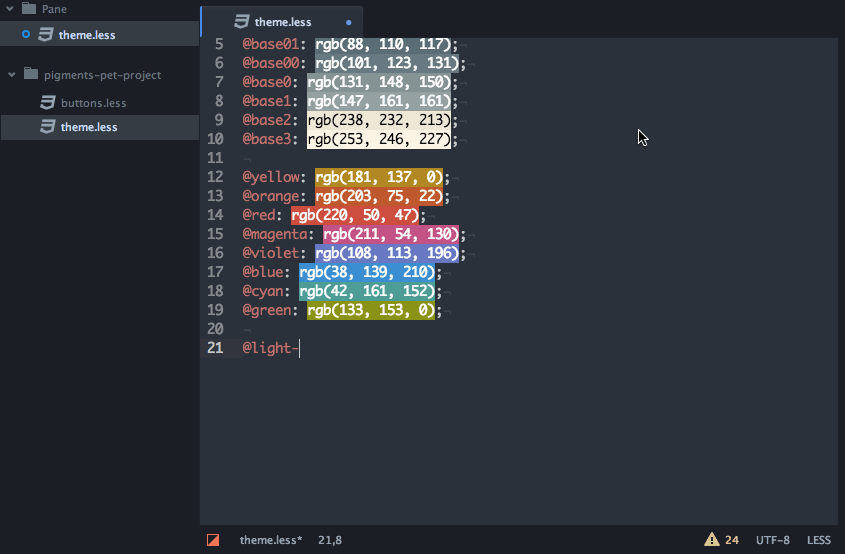 Pane
theme.less
pigments-pet-project
buttons.less
theme.less
theme.less
5 @base01: rgb(88, 110, 117);¬
6 @base00: rgb(101, 123, 131);¬
7 @base0: rgb(131, 148, 150);¬
8 @base1: rgb(147, 161, 161);¬
9 @base2: rgb(238, 232, 213);¬
10 @base3: rgb(253, 246, 227);¬
11 ¬
12 @yellow: rgb(181, 137, 0);¬
13 @orange: rgb(203, 75, 22);¬
14 @red: rgb(220, 50, 47);¬
15 @magenta: rgb(211, 54, 130);¬
16 @violet: rgb(108, 113, 196);¬
17 @blue: rgb(38, 139, 210);¬
18 @cyan: rgb(42, 161, 152);¬
19 @green: rgb(133, 153, 0);¬
20 ¬
21 @light-
theme.less* 21,8 24 UTF-8 LESS